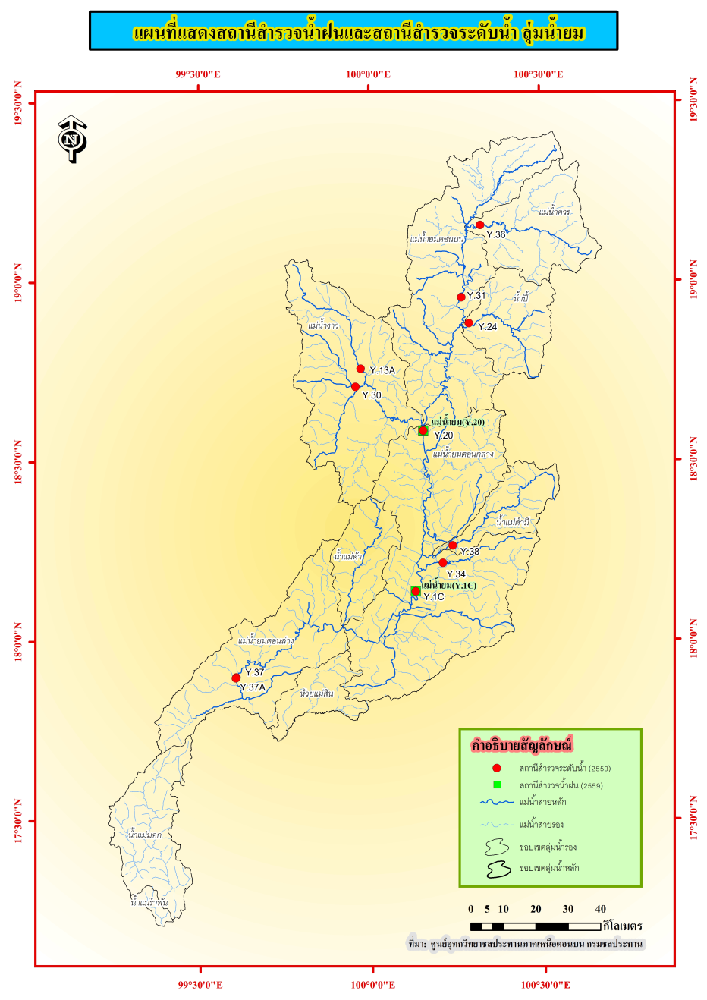 แผนที่แสดงสถานีสำรวจน้ำฝนและสถานีสำรวจระดับน้ำ ลุ่มน้ำยม
99°30'0"E 100°0'0"E 100°30'0"E
19°30'0"N 19°30'0"N
N
แม่น้ำควร
Y.36
แม่น้ำยมตอนบน
19°0'0"N 19°0'0"N
Y.31
น้ำปี้
Y.24
แม่น้ำงาว
Y.13A
Y.30
แม่น้ำยม(Y.20)
Y.20
แม่น้ำยมตอนกลาง
18°30'0"N 18°30'0"N
น้ำแม่คำมี
Y.38
น้ำแม่ต้า
Y.34
แม่น้ำยม(Y.1C)
Y.1C
แม่น้ำยมตอนล่าง
18°0'0"N 18°0'0"N
Y.37
Y.37A
ห้วยแม่สิน
17°30'0"N 17°30'0"N
น้ำแม่มอก
น้ำแม่รำพัน
คำอธิบายสัญลักษณ์
สถานีสำรวจระดับน้ำ (2559)
สถานีสำรวจน้ำฝน (2559)
แม่น้ำสายหลัก
แม่น้ำสายรอง
ขอบเขตลุ่มน้ำรอง
ขอบเขตลุ่มน้ำหลัก
0 5 10 20 30 40
กิโลเมตร
ที่มา: ศูนย์อุทกวิทยาชลประทานภาคเหนือตอนบน กรมชลประทาน
99°30'0"E 100°0'0"E 100°30'0"E